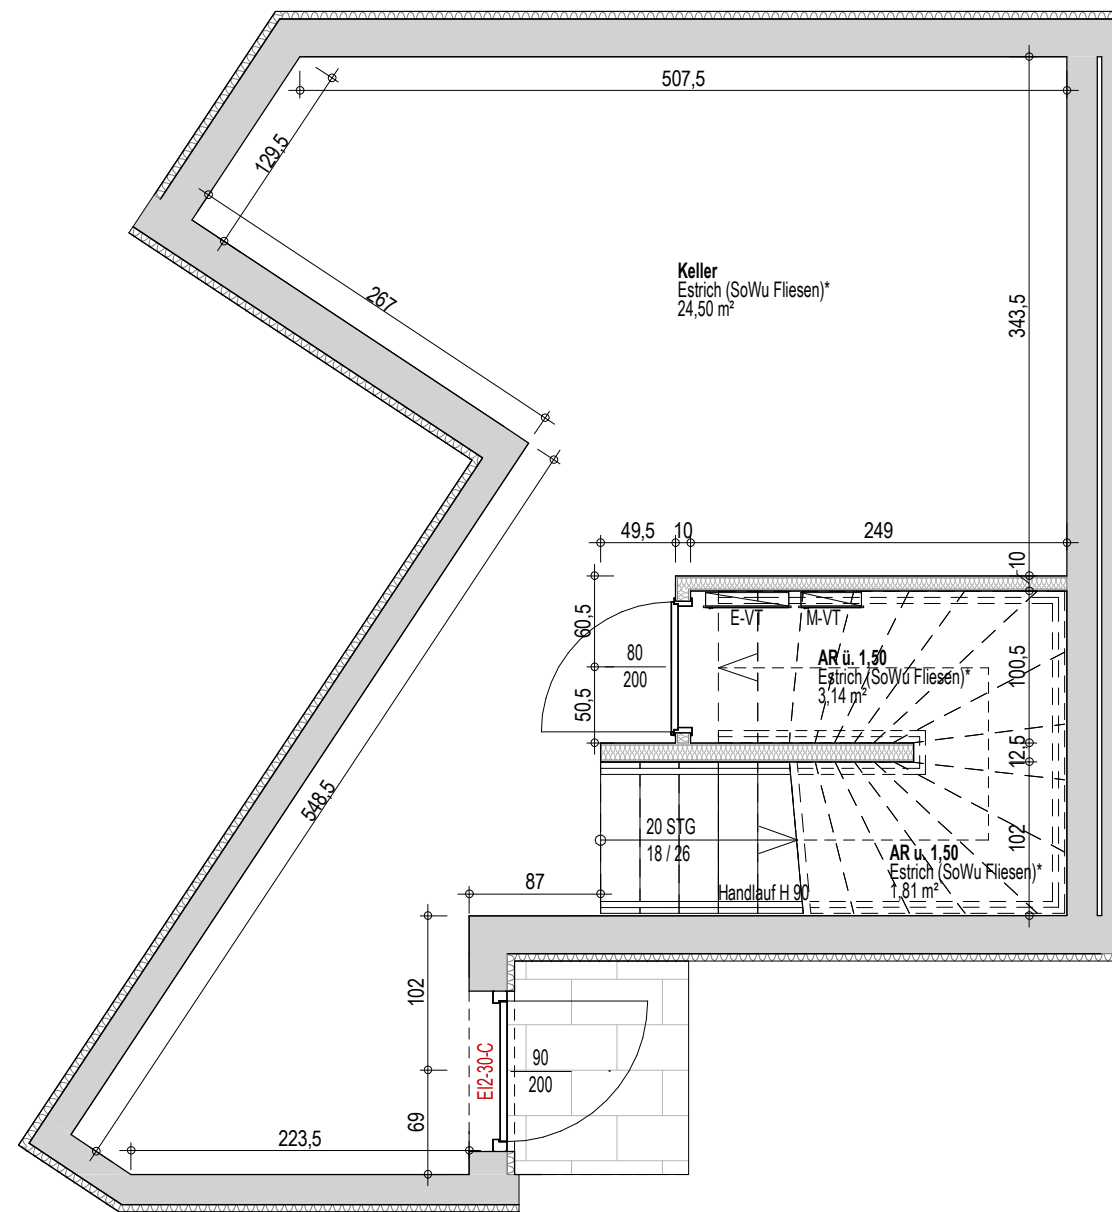 507,5
129,5
267
Keller
Estrich (SoWu Fliesen)*
24,50 m²
343,5
49,5
10
249
10
60,5
E-VT
M-VT
80
200
AR ü. 1,50
Estrich (SoWu Fliesen)*
3,14 m²
100,5
50,5
12,5
548,5
20 STG
18 / 26
102
AR u. 1,50
Estrich (SoWu Fliesen)*
1,81 m²
87
Handlauf H 90
102
EI2-30-C
90
200
69
223,5